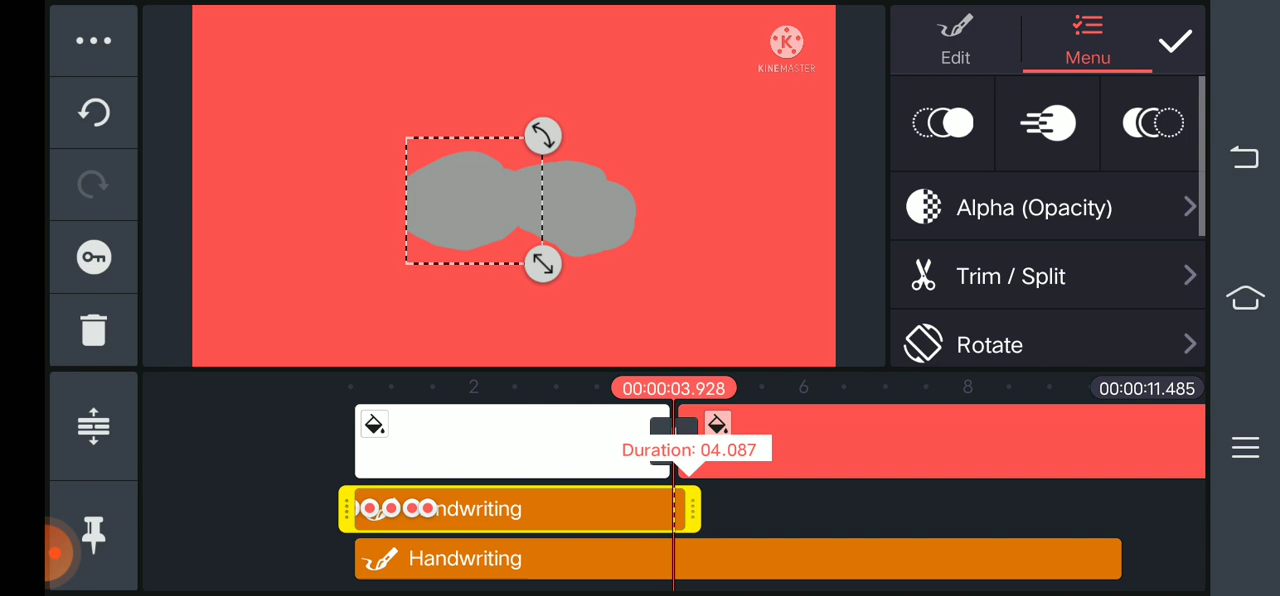 Edit
Menu
K
KINEMASTER
Alpha (Opacity)
Trim / Split
Rotate
2
00:00:03.928
6
8
00:00:11.485
Duration: 04.087
ndwriting
Handwriting